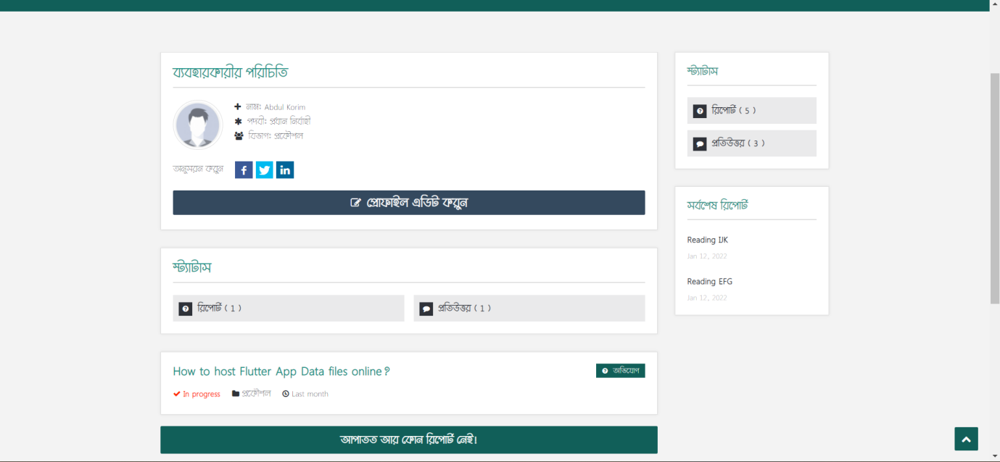 ব্যবহারকারীর পরিচিতি
নাম: Abdul Korim
পদবী: প্রধান নির্বাহী
বিভাগ: প্রকৌশল
অনুসরন করুন
প্রোফাইল এডিট করুন
স্ট্যাটাস
রিপোর্ট ( 1 )
প্রতিউত্তর ( 1 )
How to host Flutter App Data files online?
অভিযোগ
In progress প্রকৌশল Last month
আপাতত আর কোন রিপোর্ট নেই!
স্ট্যাটাস
রিপোর্ট ( 5 )
প্রতিউত্তর ( 3 )
সর্বশেষ রিপোর্ট
Reading IJK
Jan 12, 2022
Reading EFG
Jan 12, 2022